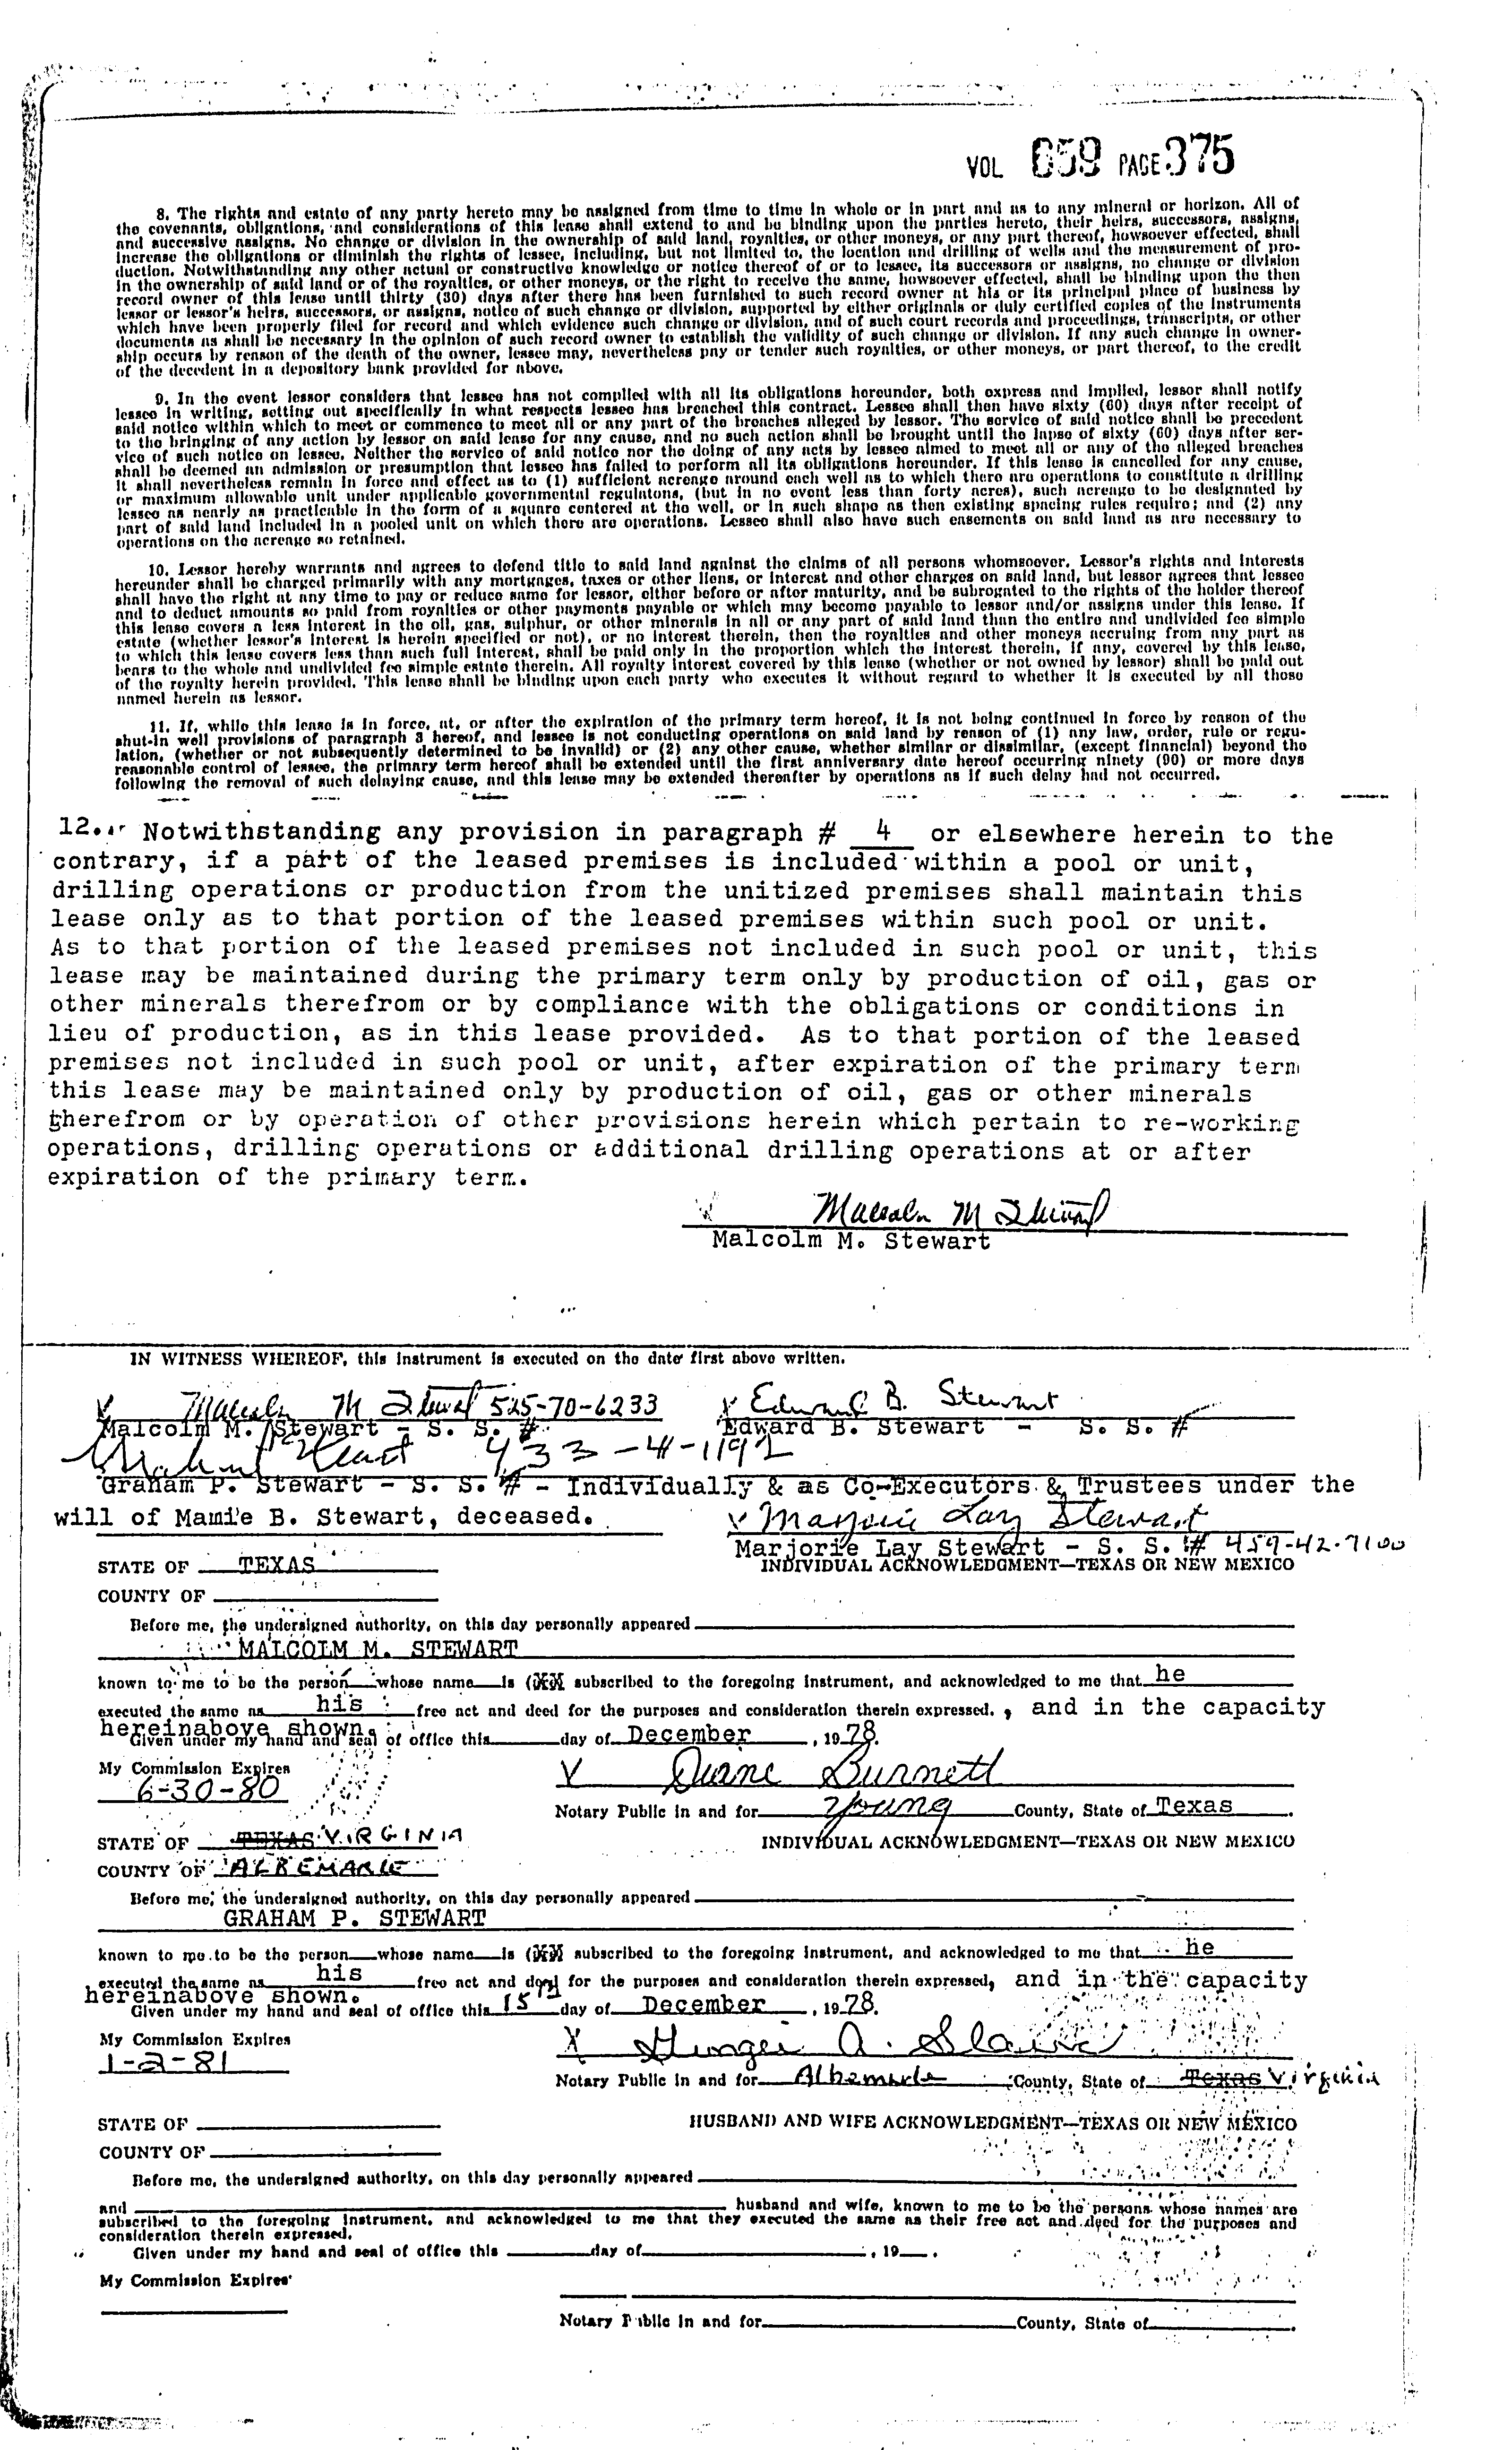 VOL 659 PAGE 375
8. The rights and estate of any party hereto may be assigned from time to time in whole or in part and as to any mineral or horizon. All of
the covenants, obligations, and considerations of this lease shall extend to and be binding upon the parties hereto, their heirs, successors, assigns,
and successive assigns. No change or division in the ownership of said land, royalties, or other moneys, or any part thereof, howsoever effected, shall
increase the obligations or diminish the rights of lessee, including, but not limited to, the location and drilling of wells and the measurement of pro-
duction. Notwithstanding any other actual or constructive knowledge or notice thereof of or to lessee, its successors or assigns, no change or division
in the ownership of said land or of the royalties, or other moneys, or the right to receive the same, howsoever effected, shall be binding upon the then
record owner of this lease until thirty (30) days after there has been furnished to such record owner at his or its principal place of business by
lessor or lessor's heirs, successors, or assigns, notice of such change or division, supported by either originals or duly certified copies of the instruments
which have been properly filed for record and which evidence such change or division, and of such court records and proceedings, transcripts, or other
documents as shall be necessary in the opinion of such record owner to establish the validity of such change or division. If any such change in owner-
ship occurs by reason of the death of the owner, lessee may, nevertheless pay or tender such royalties, or other moneys, or part thereof, to the credit
of the decedent in a depository bank provided for above.
9. In the event lessor considers that lessee has not complied with all its obligations hereunder, both express and implied, lessor shall notify
lessee in writing, setting out specifically in what respects lessee has breached this contract. Lessee shall then have sixty (60) days after receipt of
said notice within which to meet or commence to meet all or any part of the breaches alleged by lessor. The service of said notice shall be precedent
to the bringing of any action by lessor on said lease for any cause, and no such action shall be brought until the lapse of sixty (60) days after ser-
vice of such notice on lessee. Neither the service of said notice nor the doing of any acts by lessee aimed to meet all or any of the alleged breaches
shall be deemed an admission or presumption that lessee has failed to perform all its obligations hereunder. If this lease is cancelled for any cause,
it shall nevertheless remain in force and effect as to (1) sufficient acreage around each well as to which there are operations to constitute a drilling
or maximum allowable unit under applicable governmental regulatons, (but in no event less than forty acres), such acreage to be designated by
lessee as nearly as practicable in the form of a square centered at the well, or in such shape as then existing spacing rules require; and (2) any
part of said land included in a pooled unit on which there are operations. Lessee shall also have such easements on said land as are necessary to
operations on the acreage so retained.
10. Lessor hereby warrants and agrees to defend title to said land against the claims of all persons whomsoever. Lessor's rights and interests
hereunder shall be charged primarily with any mortgages, taxes or other liens, or interest and other charges on said land, but lessor agrees that lessee
shall have the right at any time to pay or reduce same for lessor, either before or after maturity, and be subrogated to the rights of the holder thereof
and to deduct amounts so paid from royalties or other payments payable or which may become payable to lessor and/or assigns under this lease. If
this lease covers a less interest in the oil, gas, sulphur, or other minerals in all or any part of said land than the entire and undivided fee simple
estate (whether lessor's interest is herein specified or not), or no interest therein, then the royalties and other moneys accruing from any part as
to which this lease covers less than such full interest, shall be paid only in the proportion which the interest therein, if any, covered by this lease,
bears to the whole and undivided fee simple estate therein. All royalty interest covered by this lease (whether or not owned by lessor) shall be paid out
of the royalty herein provided. This lease shall be binding upon each party who executes it without regard to whether it is executed by all those
named herein as lessor.
11. If, while this lease is in force, at, or after the expiration of the primary term hereof, it is not being continued in force by reason of the
shut-in well provisions of paragraph 3 hereof, and lessee is not conducting operations on said land by reason of (1) any law, order, rule or regu-
lation, (whether or not subsequently determined to be invalid) or (2) any other cause, whether similar or dissimilar, (except financial) beyond the
reasonable control of lessee, the primary term hereof shall be extended until the first anniversary date hereof occurring ninety (90) or more days
following the removal of such delaying cause, and this lease may be extended thereafter by operations as if such delay had not occurred.
12. Notwithstanding any provision in paragraph # 4 or elsewhere herein to the
contrary, if a part of the leased premises is included within a pool or unit,
drilling operations or production from the unitized premises shall maintain this
lease only as to that portion of the leased premises within such pool or unit.
As to that portion of the leased premises not included in such pool or unit, this
lease may be maintained during the primary term only by production of oil, gas or
other minerals therefrom or by compliance with the obligations or conditions in
lieu of production, as in this lease provided. As to that portion of the leased
premises not included in such pool or unit, after expiration of the primary term
this lease may be maintained only by production of oil, gas or other minerals
therefrom or by operation of other provisions herein which pertain to re-working
operations, drilling operations or additional drilling operations at or after
expiration of the primary term.
Malcolm M Stewart
Malcolm M. Stewart
IN WITNESS WHEREOF, this instrument is executed on the date first above written.
Malcolm M Stewart 525-70-6233 Edward B. Stewart
Malcolm M. Stewart - S. S. # Edward B. Stewart - S. S. #
Graham Stewart 433-41-1192
Graham P. Stewart - S. S. # - Individually & as Co-Executors & Trustees under the
will of Mamie B. Stewart, deceased. Marjorie Lay Stewart
Marjorie Lay Stewart - S. S. # 459-42-7100
STATE OF TEXAS INDIVIDUAL ACKNOWLEDGMENT—TEXAS OR NEW MEXICO
COUNTY OF
Before me, the undersigned authority, on this day personally appeared
MALCOLM M. STEWART
known to me to be the person whose name is (XX subscribed to the foregoing instrument, and acknowledged to me that he
executed the same as his free act and deed for the purposes and consideration therein expressed. , and in the capacity
hereinabove shown.
Given under my hand and seal of office this day of December , 1978.
My Commission Expires
6-30-80 Duane Burnett
Notary Public in and for Young County, State of Texas
STATE OF TEXAS VIRGINIA INDIVIDUAL ACKNOWLEDGMENT—TEXAS OR NEW MEXICO
COUNTY OF ALBEMARLE
Before me, the undersigned authority, on this day personally appeared
GRAHAM P. STEWART
known to me to be the person whose name is (XX subscribed to the foregoing instrument, and acknowledged to me that he
executed the same as his free act and deed for the purposes and consideration therein expressed, and in the capacity
hereinabove shown.
Given under my hand and seal of office this 15th day of December , 1978.
My Commission Expires
1-2-81 A.
Notary Public in and for Albemarle County, State of Texas Virginia
STATE OF HUSBAND AND WIFE ACKNOWLEDGMENT—TEXAS OR NEW MEXICO
COUNTY OF
Before me, the undersigned authority, on this day personally appeared
and husband and wife, known to me to be the persons whose names are
subscribed to the foregoing instrument, and acknowledged to me that they executed the same as their free act and deed for the purposes and
consideration therein expressed.
Given under my hand and seal of office this day of , 19 .
My Commission Expires
Notary Public in and for County, State of